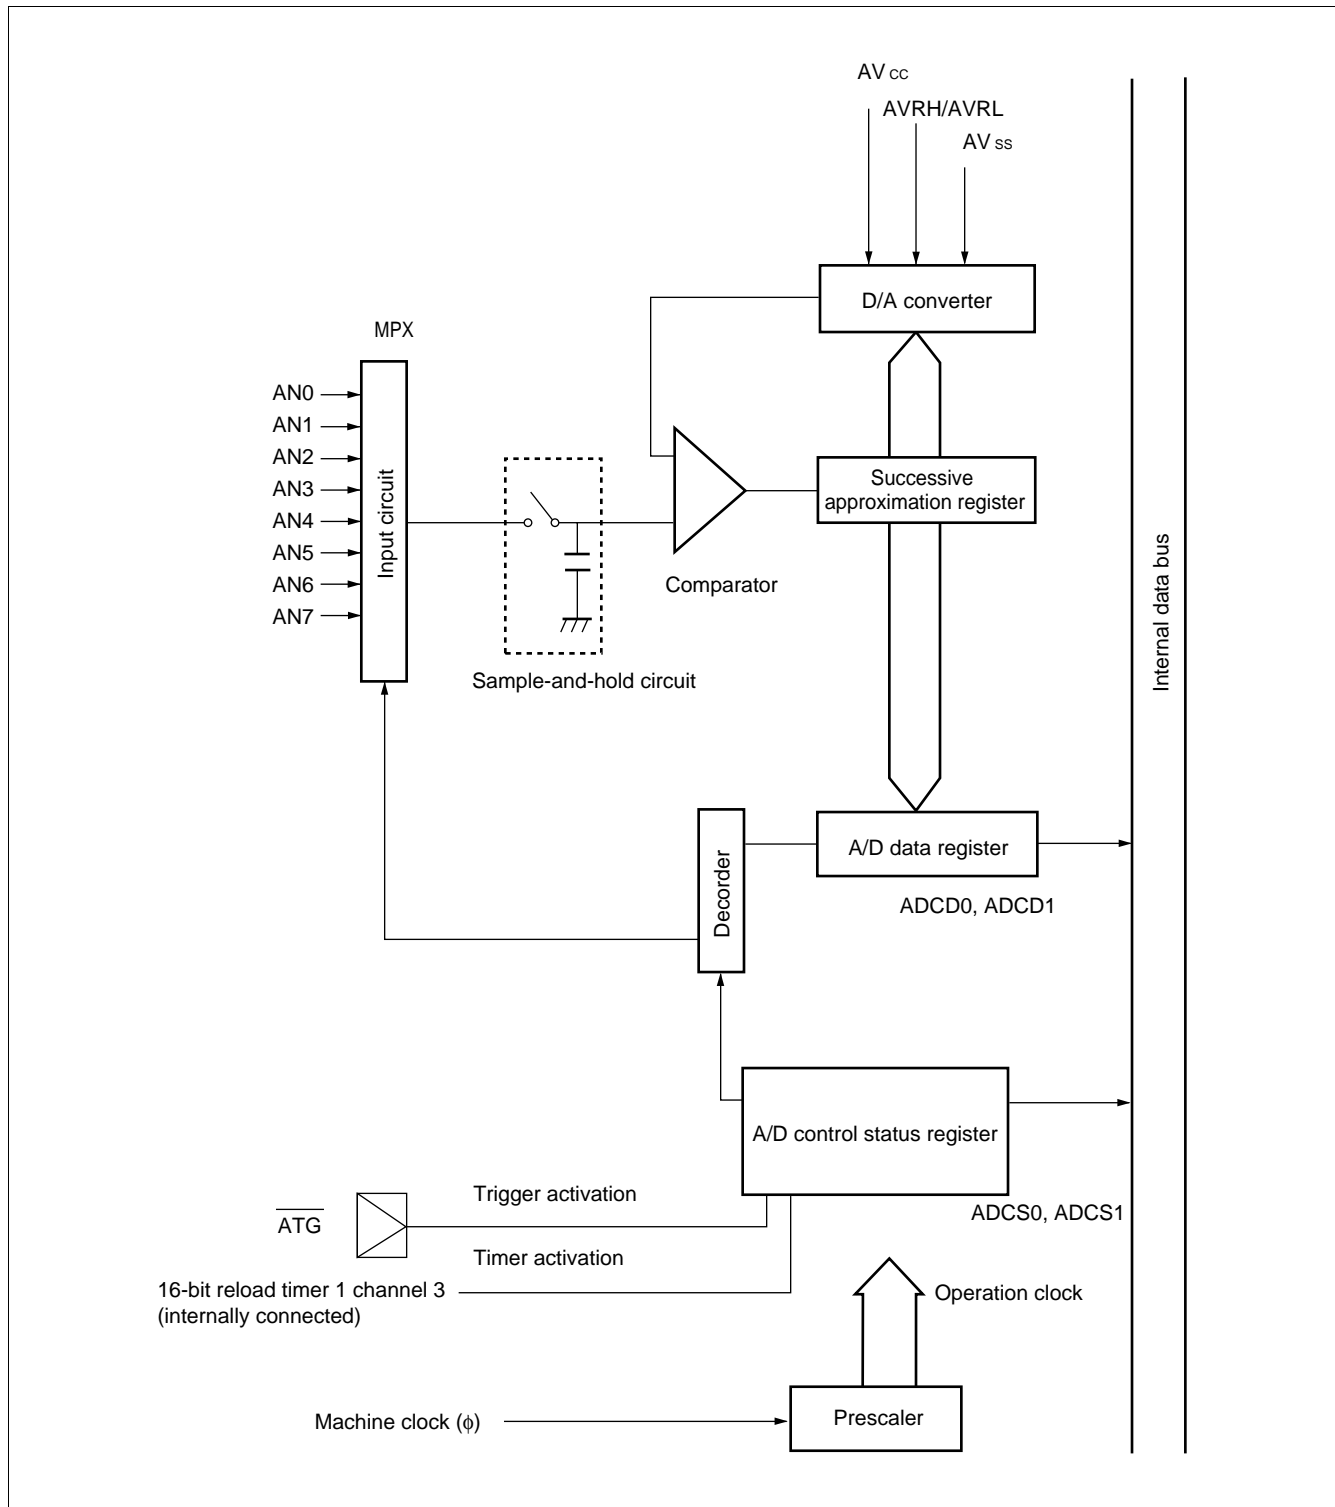 AVCC
AVRH/AVRL
AVSS
D/A converter
MPX
AN0
AN1
AN2
AN3
AN4
AN5
AN6
AN7
Input circuit
Successive
approximation register
Comparator
Sample-and-hold circuit
Internal data bus
Decorder
A/D data register
ADCD0, ADCD1
A/D control status register
ADCS0, ADCS1
Trigger activation
ATG
Timer activation
16-bit reload timer 1 channel 3
(internally connected)
Operation clock
Machine clock (ϕ)
Prescaler